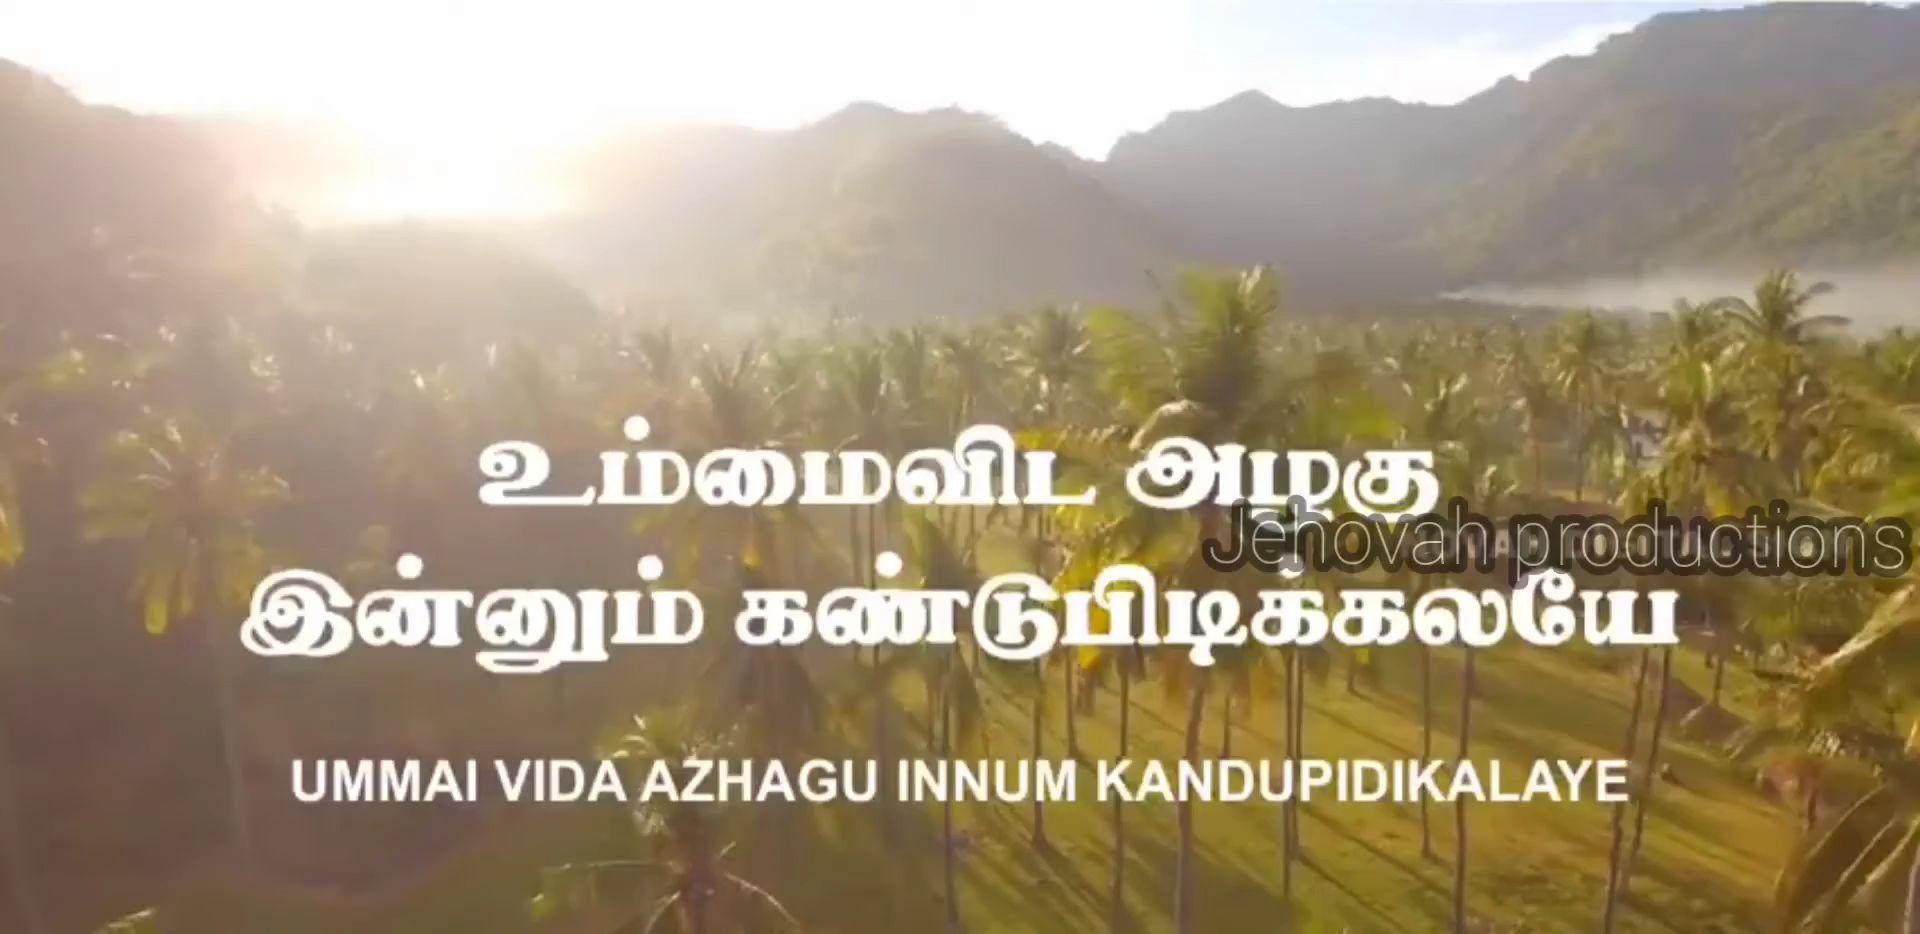 உம்மைவிட அழகு
Jehovah productions
இன்னும் கண்டுபிடிக்கலயே
UMMAI VIDA AZHAGU INNUM KANDUPIDIKALAYE